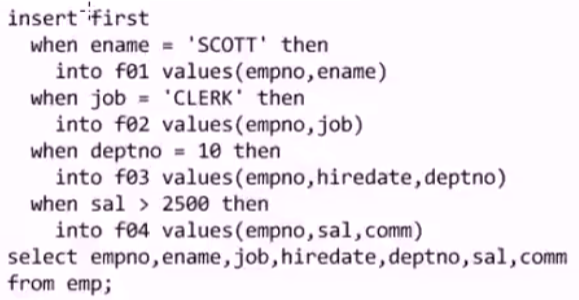 insert first
when ename = 'SCOTT' then
into f01 values(empno,ename)
when job = 'CLERK' then
into f02 values(empno,job)
when deptno = 10 then
into f03 values(empno,hiredate,deptno)
when sal > 2500 then
into f04 values(empno,sal,comm)
select empno,ename,job,hiredate,deptno,sal,comm
from emp;